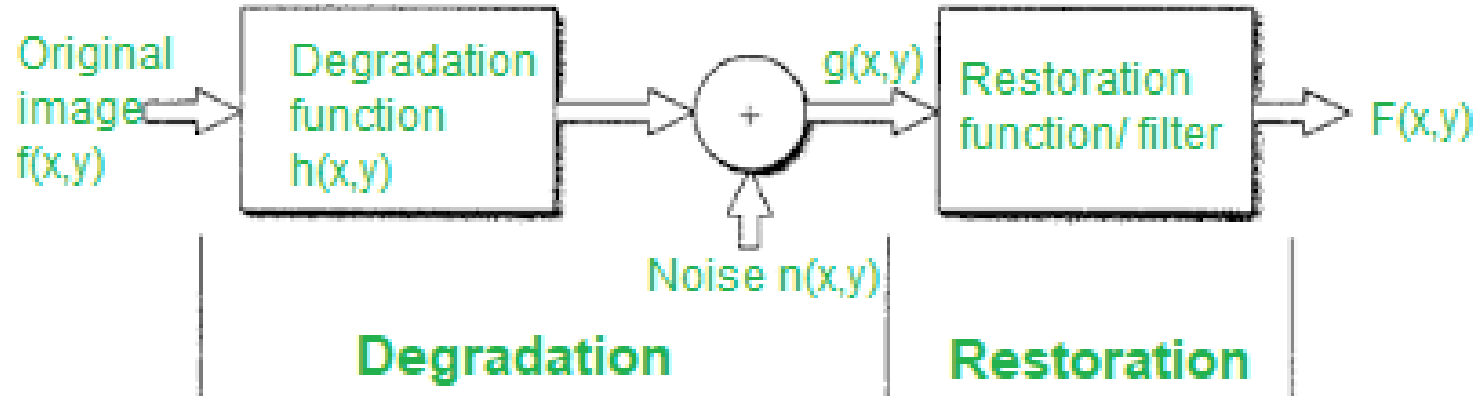 Original
image
f(x,y)
Degradation
function
h(x,y)
+
g(x,y)
Restoration
function/ filter
F(x,y)
Noise n(x,y)
Degradation
Restoration